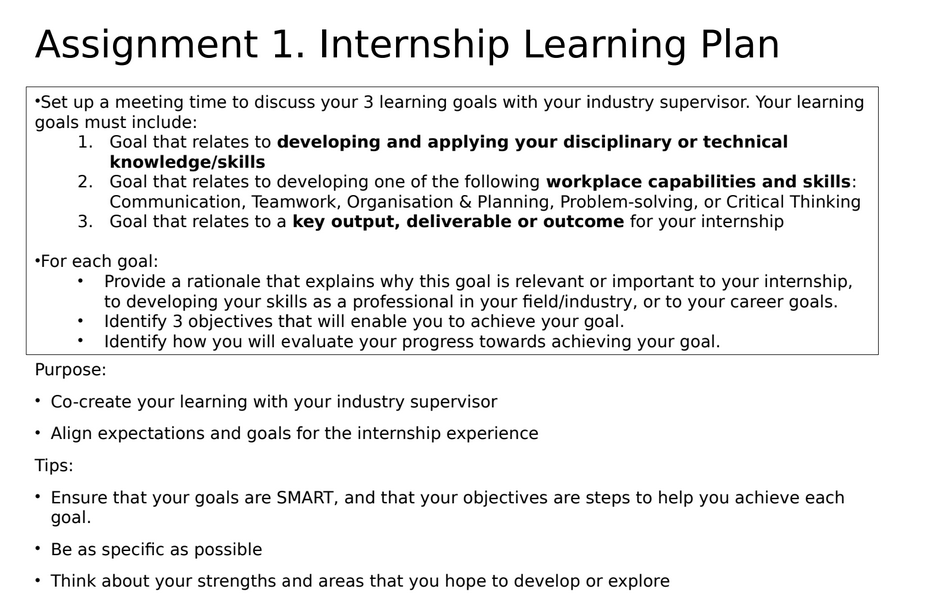 Assignment 1. Internship Learning Plan
•Set up a meeting time to discuss your 3 learning goals with your industry supervisor. Your learning
goals must include:
1. Goal that relates to developing and applying your disciplinary or technical
knowledge/skills
2. Goal that relates to developing one of the following workplace capabilities and skills:
Communication, Teamwork, Organisation & Planning, Problem-solving, or Critical Thinking
3. Goal that relates to a key output, deliverable or outcome for your internship
•For each goal:
• Provide a rationale that explains why this goal is relevant or important to your internship,
to developing your skills as a professional in your field/industry, or to your career goals.
• Identify 3 objectives that will enable you to achieve your goal.
• Identify how you will evaluate your progress towards achieving your goal.
Purpose:
• Co-create your learning with your industry supervisor
• Align expectations and goals for the internship experience
Tips:
• Ensure that your goals are SMART, and that your objectives are steps to help you achieve each
goal.
• Be as specific as possible
• Think about your strengths and areas that you hope to develop or explore